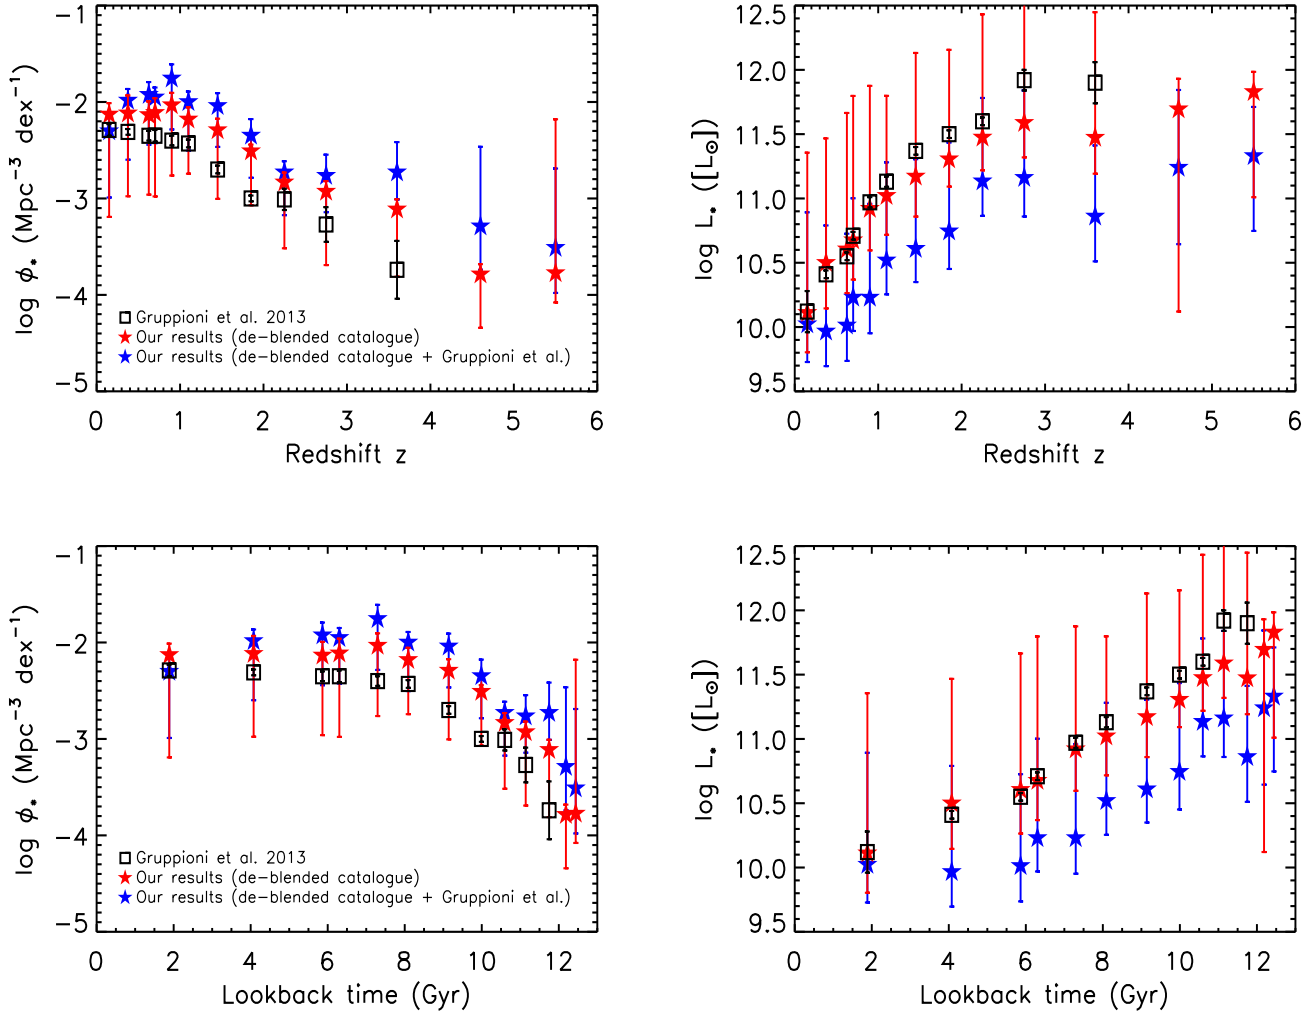 −1
−2
−3
−4
−5
log ϕ⋆ (Mpc⁻³ dex⁻¹)
Gruppioni et al. 2013
Our results (de−blended catalogue)
Our results (de−blended catalogue + Gruppioni et al.)
0 1 2 3 4 5 6
Redshift z
12.5
12.0
11.5
11.0
10.5
10.0
9.5
log L⋆ ([L⊙])
0 1 2 3 4 5 6
Redshift z
−1
−2
−3
−4
−5
log ϕ⋆ (Mpc⁻³ dex⁻¹)
Gruppioni et al. 2013
Our results (de−blended catalogue)
Our results (de−blended catalogue + Gruppioni et al.)
0 2 4 6 8 10 12
Lookback time (Gyr)
12.5
12.0
11.5
11.0
10.5
10.0
9.5
log L⋆ ([L⊙])
0 2 4 6 8 10 12
Lookback time (Gyr)